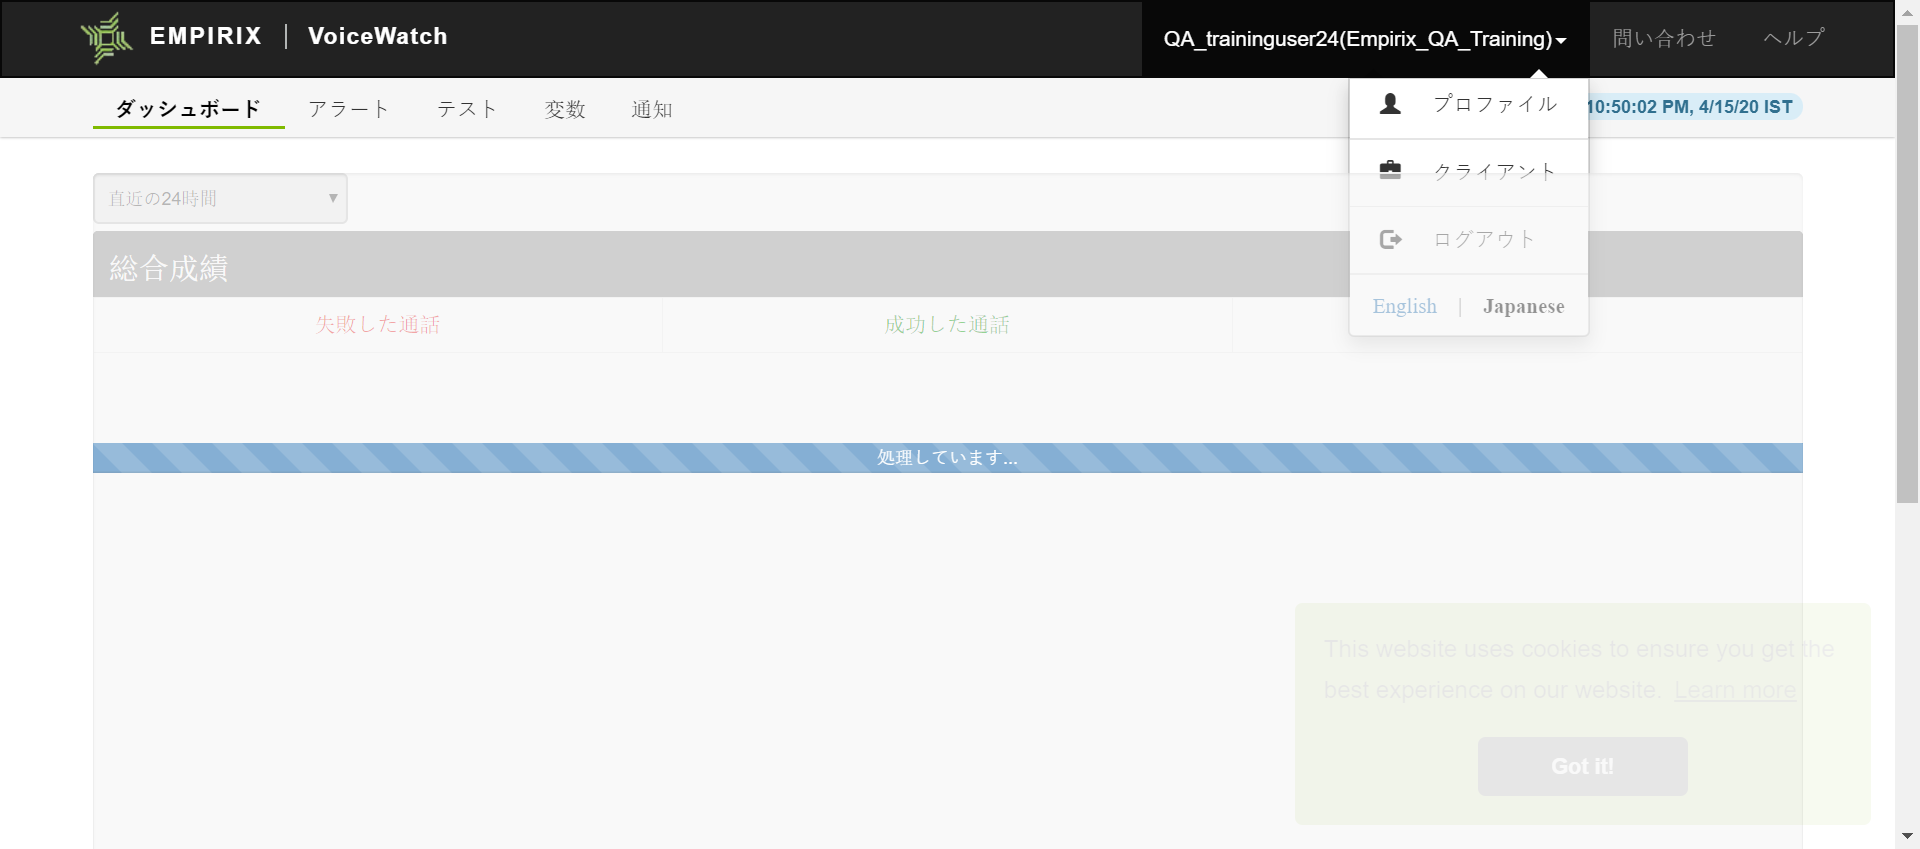 EMPIRIX | VoiceWatch
QA_traininguser24(Empirix_QA_Training)
問い合わせ
ヘルプ
ダッシュボード
アラート
テスト
変数
通知
10:50:02 PM, 4/15/20 IST
プロファイル
クライアント
ログアウト
English | Japanese
直近の24時間
総合成績
失敗した通話
成功した通話
処理しています...
This website uses cookies to ensure you get the
best experience on our website. Learn more
Got it!